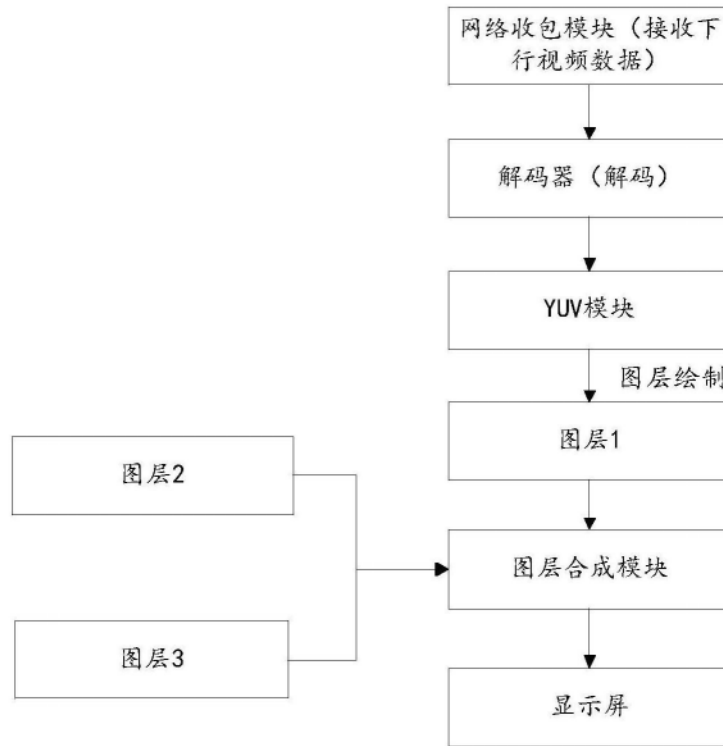 网络收包模块（接收下
行视频数据）
解码器（解码）
YUV模块
图层绘制
图层1
图层2
图层合成模块
图层3
显示屏